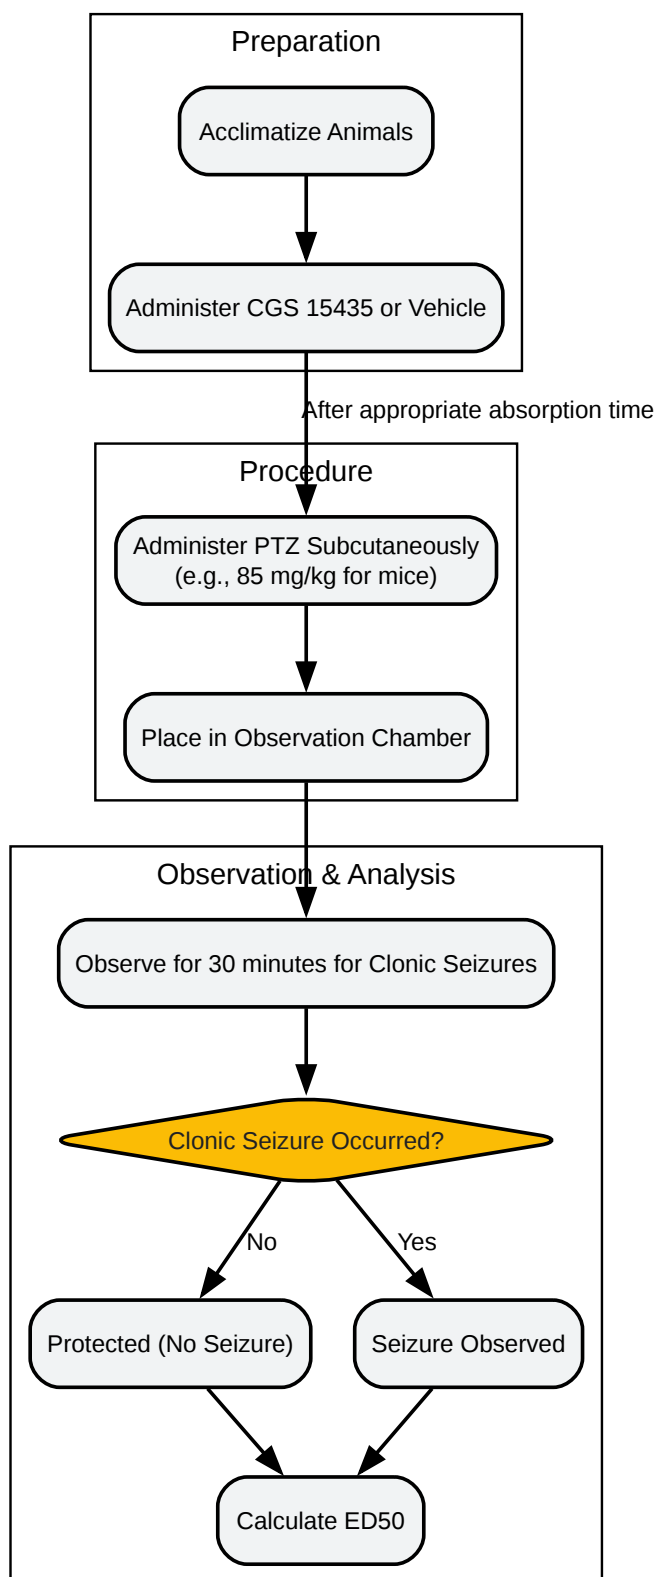 Preparation
Acclimatize Animals
Administer CGS 15435 or Vehicle
After appropriate absorption time
Procedure
Administer PTZ Subcutaneously
(e.g., 85 mg/kg for mice)
Place in Observation Chamber
Observation & Analysis
Observe for 30 minutes for Clonic Seizures
Clonic Seizure Occurred?
No
Yes
Protected (No Seizure)
Seizure Observed
Calculate ED50